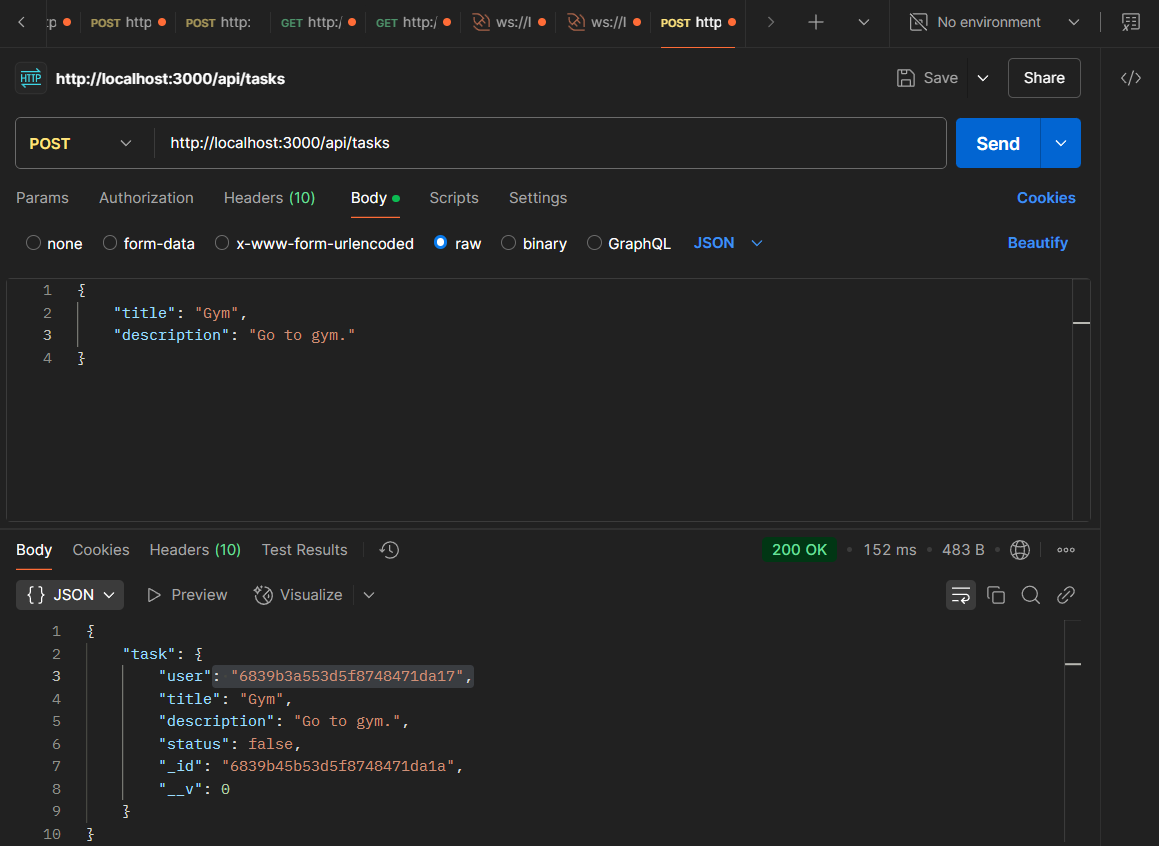 :p POST http POST http: GET http:/ GET http:/ ws://l ws://l POST http No environment
HTTP http://localhost:3000/api/tasks Save Share
POST http://localhost:3000/api/tasks Send
Params Authorization Headers (10) Body Scripts Settings Cookies
none form-data x-www-form-urlencoded raw binary GraphQL JSON Beautify
1 {
2 "title": "Gym",
3 "description": "Go to gym."
4 }
Body Cookies Headers (10) Test Results 200 OK 152 ms 483 B
{} JSON Preview Visualize
1 {
2 "task": {
3 "user": "6839b3a553d5f8748471da17",
4 "title": "Gym",
5 "description": "Go to gym.",
6 "status": false,
7 "_id": "6839b45b53d5f8748471da1a",
8 "__v": 0
9 }
10 }